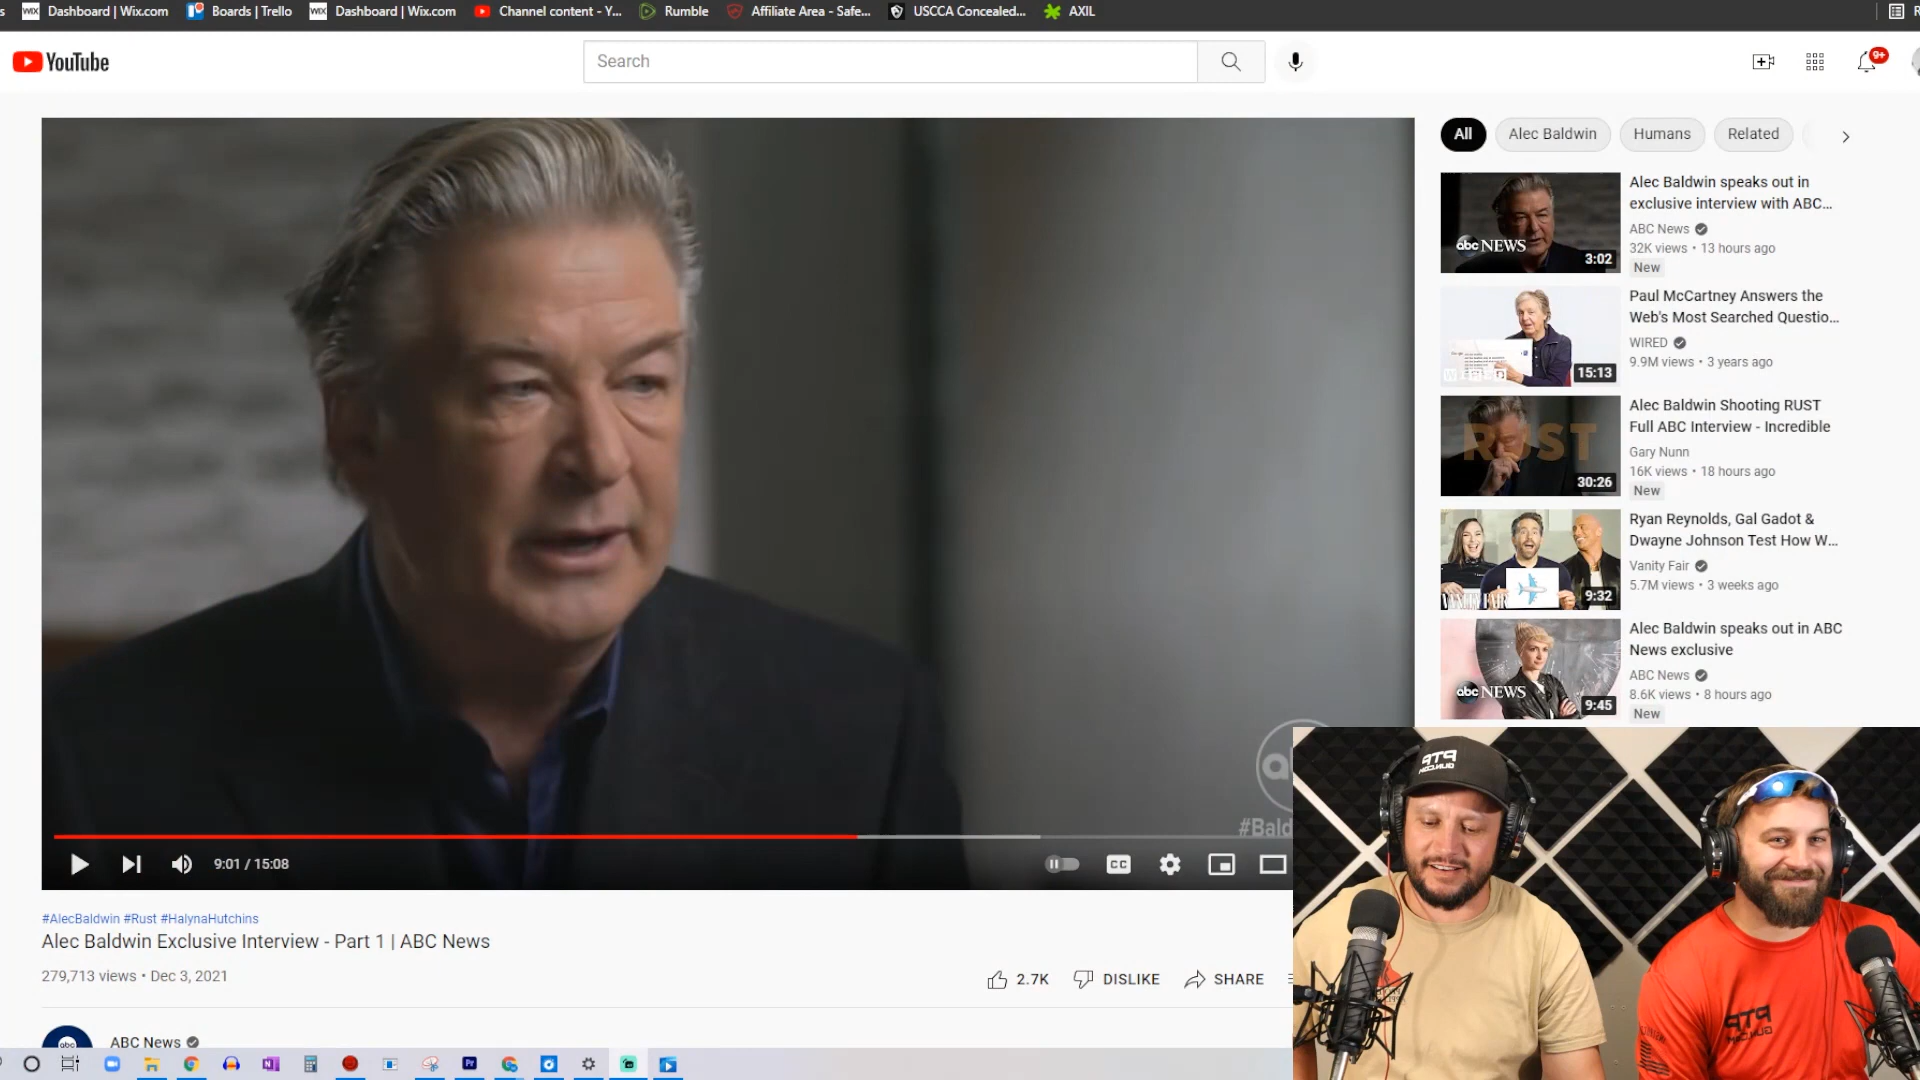 Dashboard | Wix.com
Boards | Trello
Dashboard | Wix.com
Channel content - Y...
Rumble
Affiliate Area - Safe...
USCCA Concealed...
AXIL
YouTube
Search
9+
All
Alec Baldwin
Humans
Related
Alec Baldwin speaks out in
exclusive interview with ABC...
ABC News
32K views • 13 hours ago
New
abc NEWS
3:02
Paul McCartney Answers the
Web's Most Searched Questio...
WIRED
9.9M views • 3 years ago
15:13
Alec Baldwin Shooting RUST
Full ABC Interview - Incredible
Gary Nunn
16K views • 18 hours ago
New
RUST
30:26
Ryan Reynolds, Gal Gadot &
Dwayne Johnson Test How W...
Vanity Fair
5.7M views • 3 weeks ago
9:32
Alec Baldwin speaks out in ABC
News exclusive
ABC News
8.6K views • 8 hours ago
New
abc NEWS
9:45
#Bald
9:01 / 15:08
CC
#AlecBaldwin #Rust #HalynaHutchins
Alec Baldwin Exclusive Interview - Part 1 | ABC News
279,713 views • Dec 3, 2021
2.7K
DISLIKE
SHARE
abc
ABC News
Pr